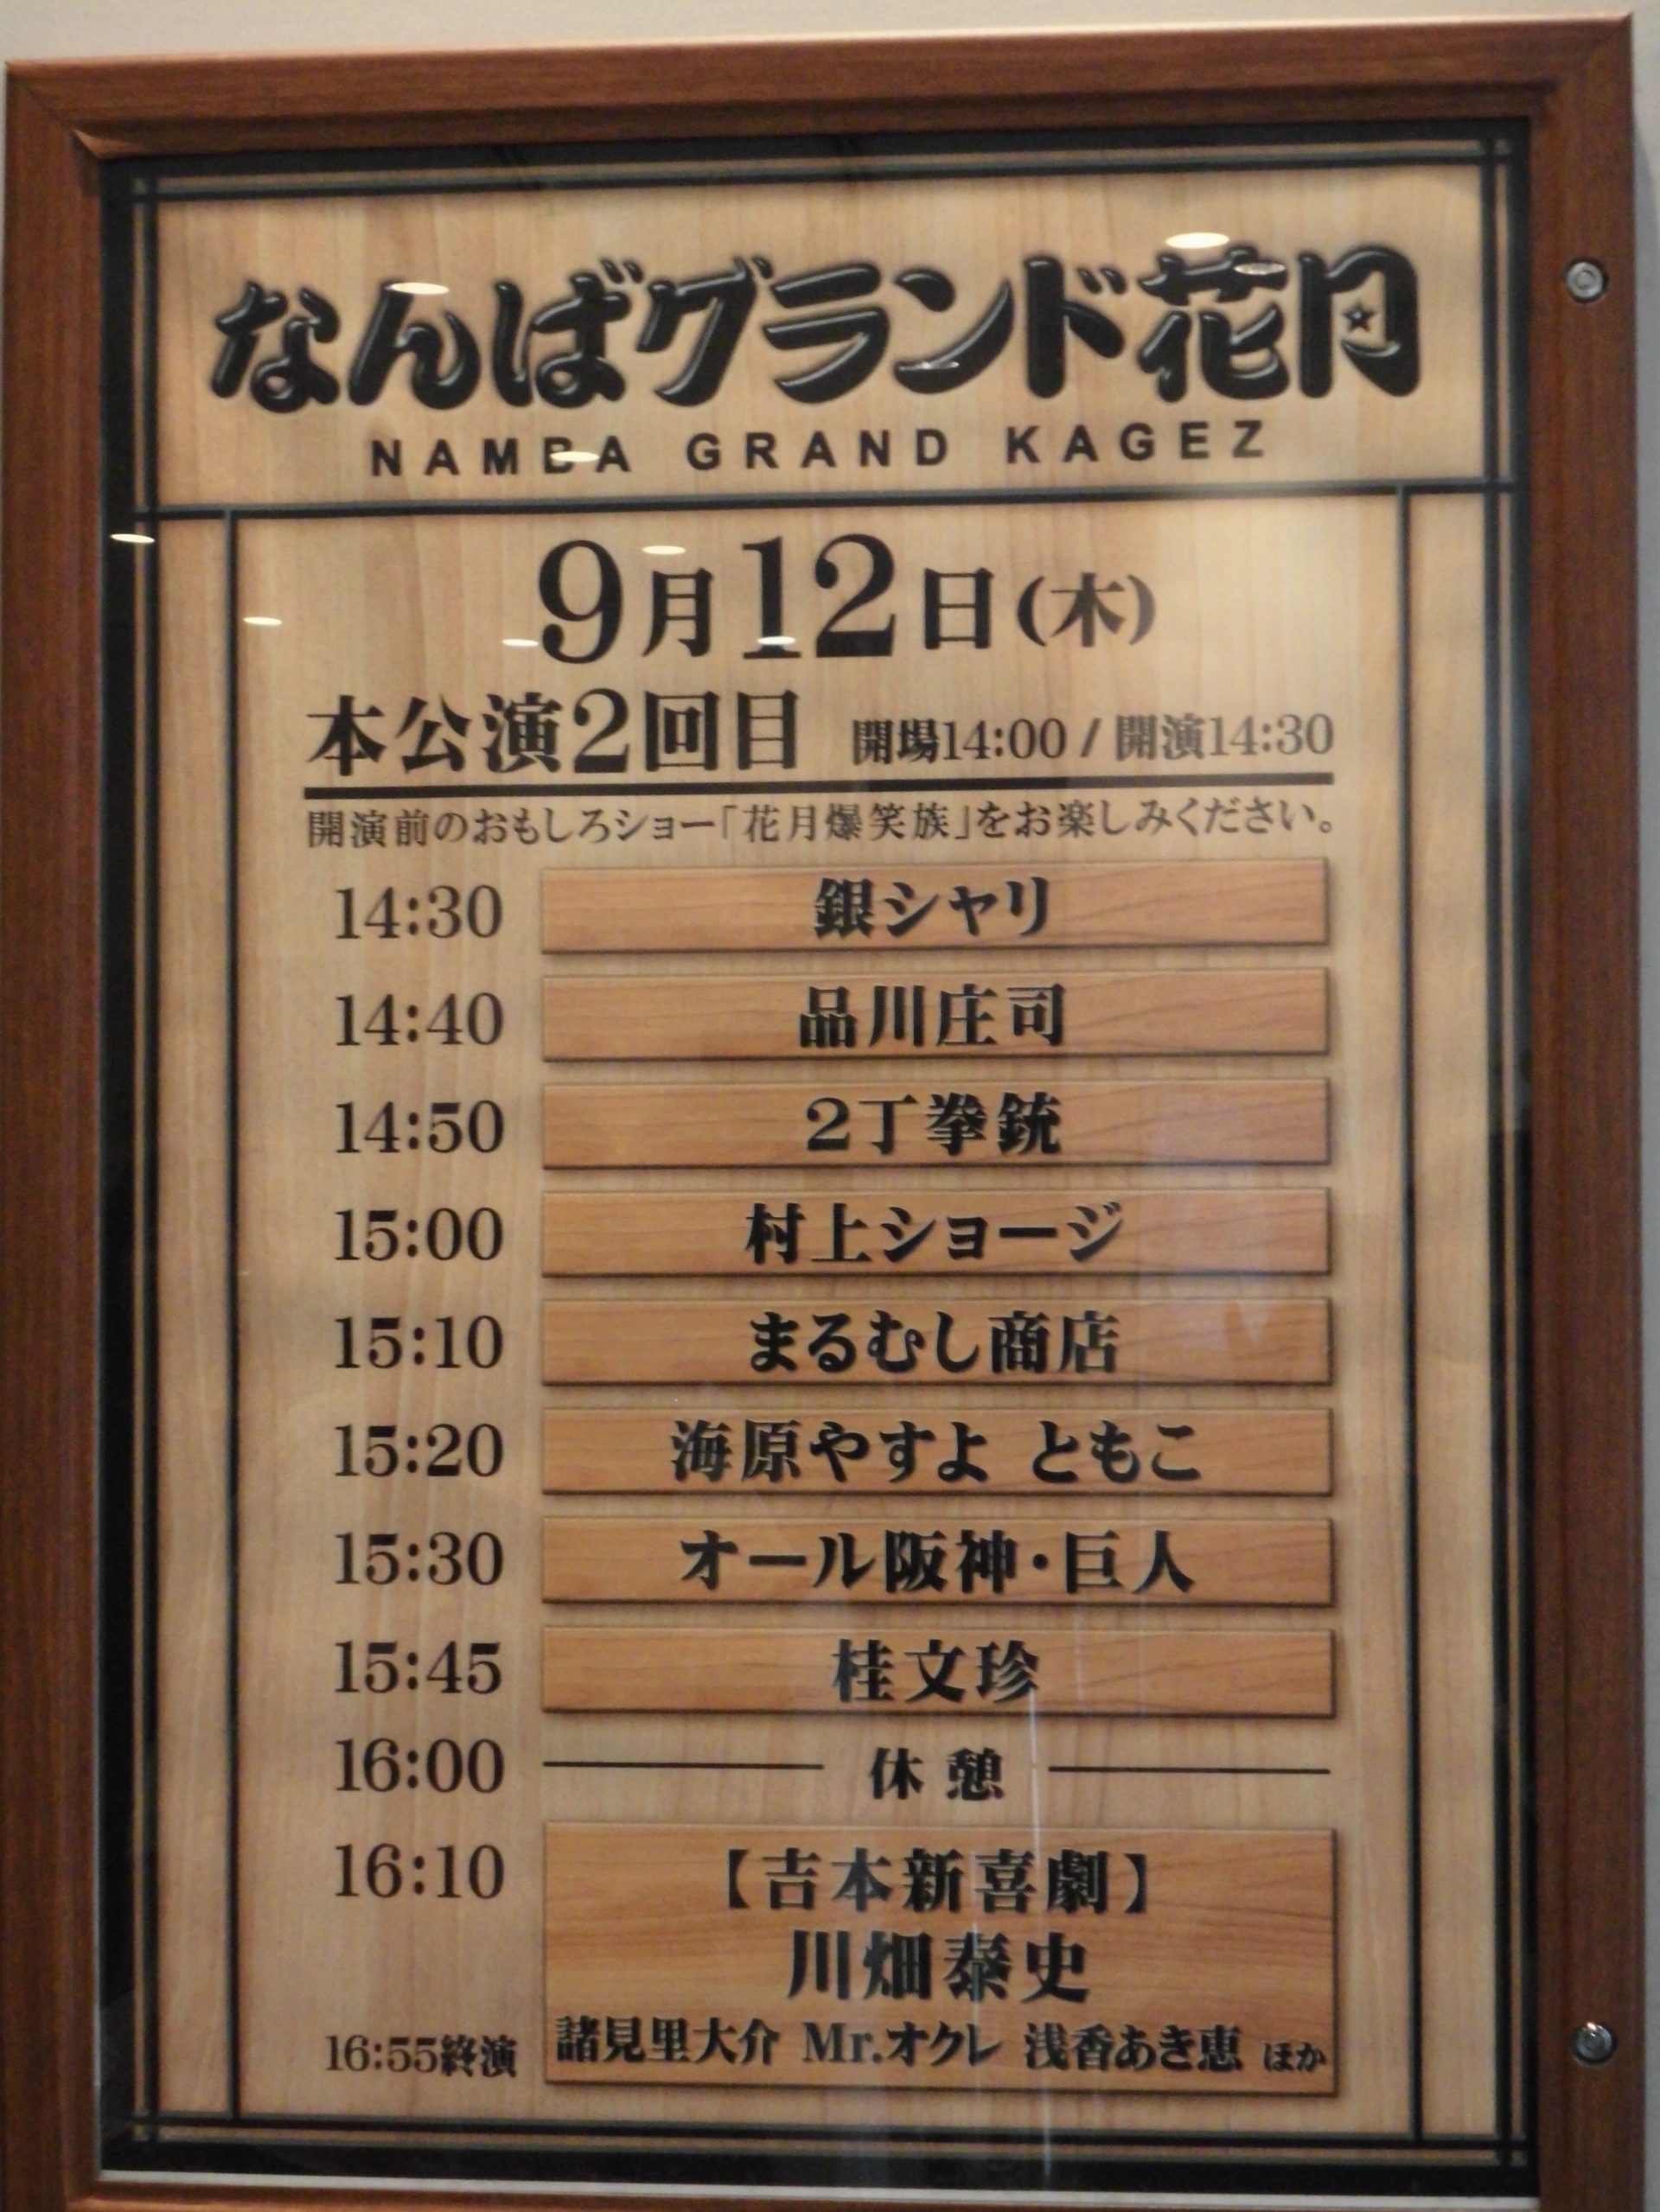 なんばグランド花月
NAMBA GRAND KAGEZ
9月12日(木)
本公演2回目 開場14:00 / 開演14:30
開演前のおもしろショー「花月爆笑族」をお楽しみください。
14:30 銀シャリ
14:40 品川庄司
14:50 2丁拳銃
15:00 村上ショージ
15:10 まるむし商店
15:20 海原やすよ ともこ
15:30 オール阪神・巨人
15:45 桂文珍
16:00 休憩
16:10 【吉本新喜劇】
川畑泰史
16:55終演 諸見里大介 Mr.オクレ 浅香あき恵 ほか